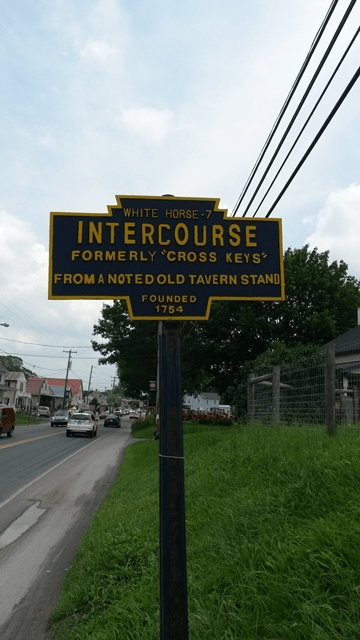 WHITE HORSE-7
INTERCOURSE
FORMERLY "CROSS KEYS"
FROM A NOTED OLD TAVERN STAND
FOUNDED
1754